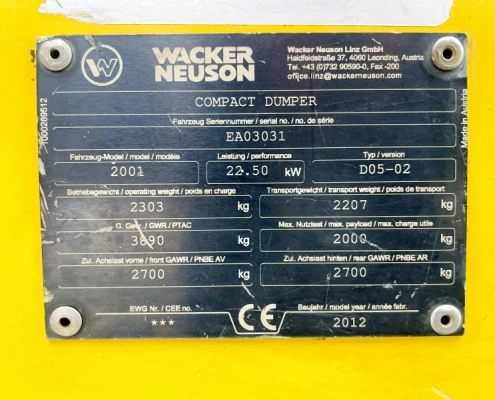 W
WACKER
NEUSON
Wacker Neuson Linz GmbH
Haidfeldstraße 37, 4060 Leonding, Austria
Tel. +43 (0)732 90590-0, Fax -200
office.linz@wackerneuson.com
COMPACT DUMPER
Fahrzeug Seriennummer / serial no. / no. de série
EA03031
Fahrzeug-Model / model / modèle
2001
Leistung / performance
22.50 kW
Typ / version
D05-02
Betriebsgewicht / operating weight / poids en charge
2303 kg
Transportgewicht / transport weight / poids de transport
2207 kg
G. Gew. / GWR / PTAC
3890 kg
Max. Nutzlast / max. payload / max. charge utile
2000 kg
Zul. Achslast vorne / front GAWR / PNBE AV
2700 kg
Zul. Achslast hinten / rear GAWR / PNBE AR
2700 kg
EWG Nr. / CEE no.
***
CE
Baujahr / model year / année fabr.
2012
1000269512
Made in Austria